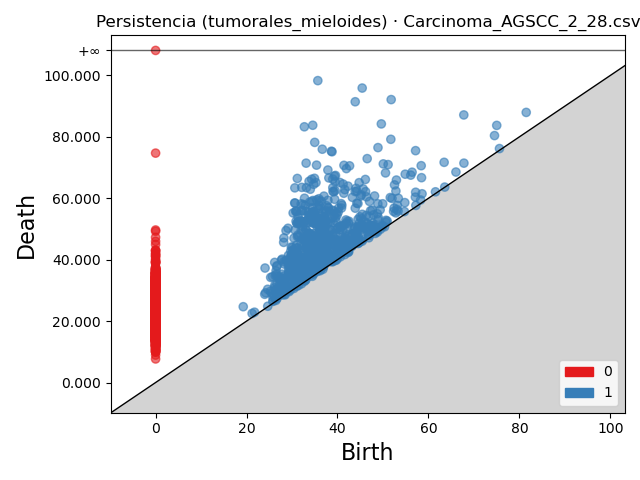 Persistencia (tumorales_mieloides) · Carcinoma_AGSCC_2_28.csv
+∞
100.000
80.000
60.000
40.000
20.000
0.000
Death
0
1
0 20 40 60 80 100
Birth